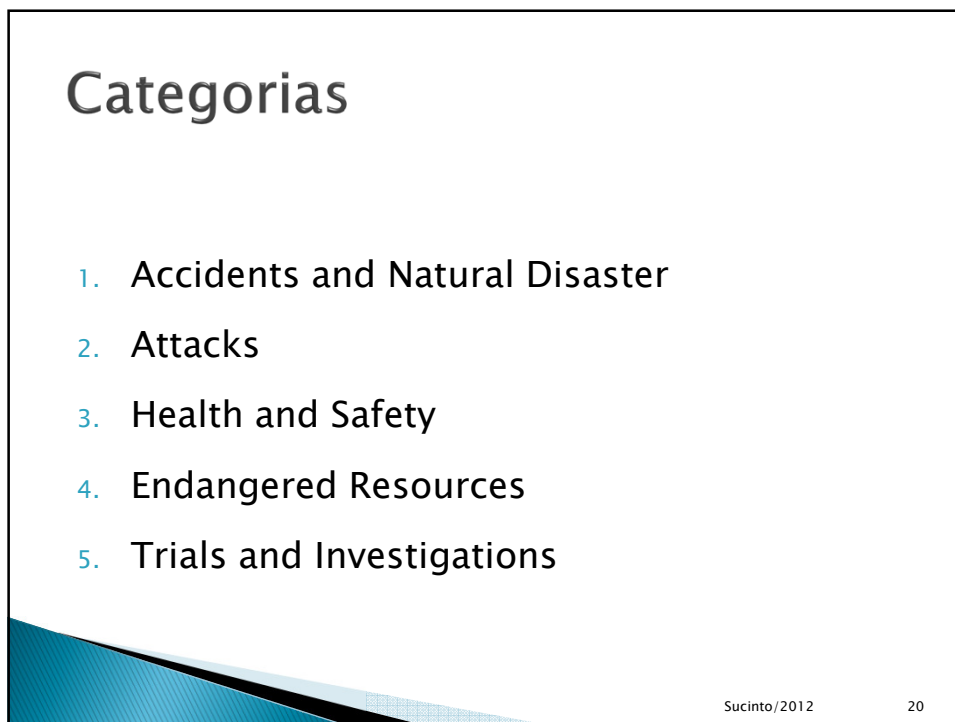 Categorias
1. Accidents and Natural Disaster
2. Attacks
3. Health and Safety
4. Endangered Resources
5. Trials and Investigations
Sucinto/2012 20